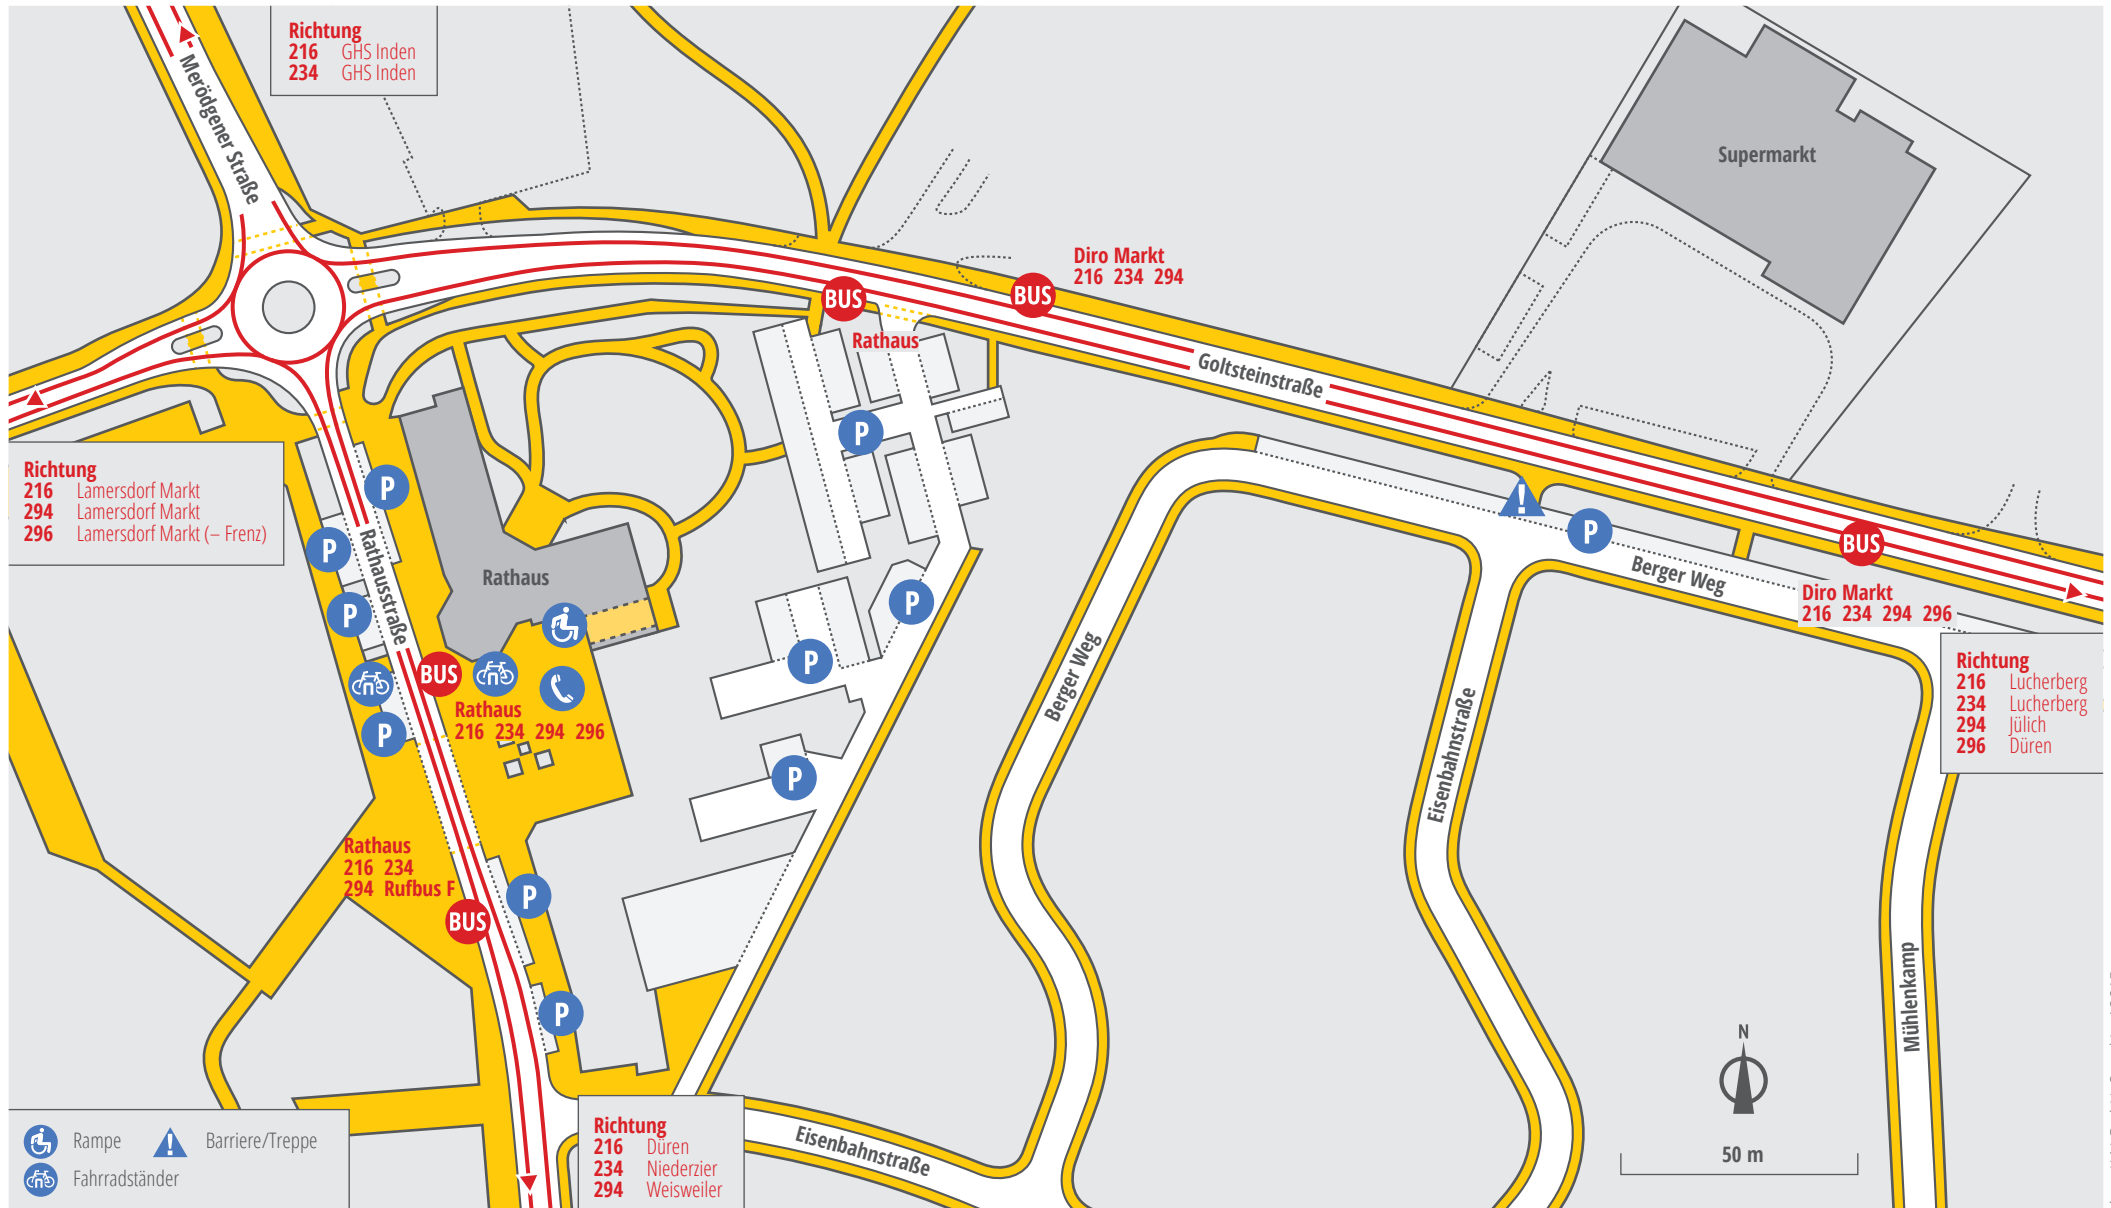 Richtung
216 GHS Inden
234 GHS Inden
Merödgener Straße
Supermarkt
Diro Markt
216 234 294
BUS
BUS
Rathaus
Goltsteinstraße
P
Richtung
216 Lamersdorf Markt
294 Lamersdorf Markt
296 Lamersdorf Markt (– Frenz)
P
P
P
Rathausstraße
Rathaus
!
P
BUS
Berger Weg
Diro Markt
216 234 294 296
P
P
P
BUS
Rathaus
216 234 294 296
Berger Weg
Eisenbahnstraße
Richtung
216 Lucherberg
234 Lucherberg
294 Jülich
296 Düren
P
Rathaus
216 234
294 Rufbus F
BUS
P
P
Mühlenkamp
N
50 m
Rampe
! Barriere/Treppe
Fahrradständer
Richtung
216 Düren
234 Niederzier
294 Weisweiler
Eisenbahnstraße